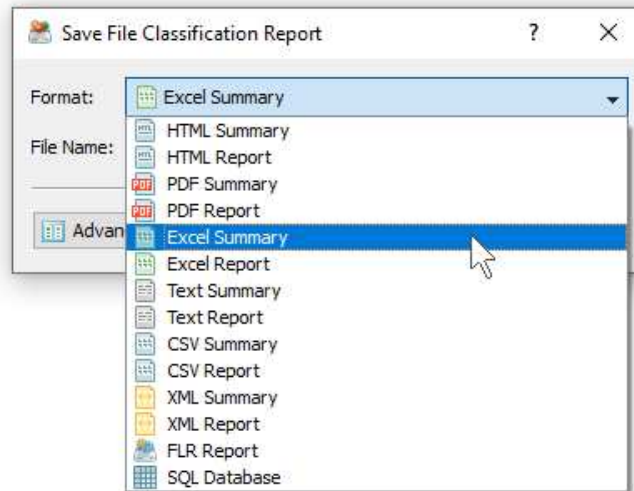 Save File Classification Report ?
Format: Excel Summary
File Name:
HTML Summary
HTML Report
PDF Summary
PDF Report
Advan
Excel Summary
Excel Report
Text Summary
Text Report
CSV Summary
CSV Report
XML Summary
XML Report
FLR Report
SQL Database